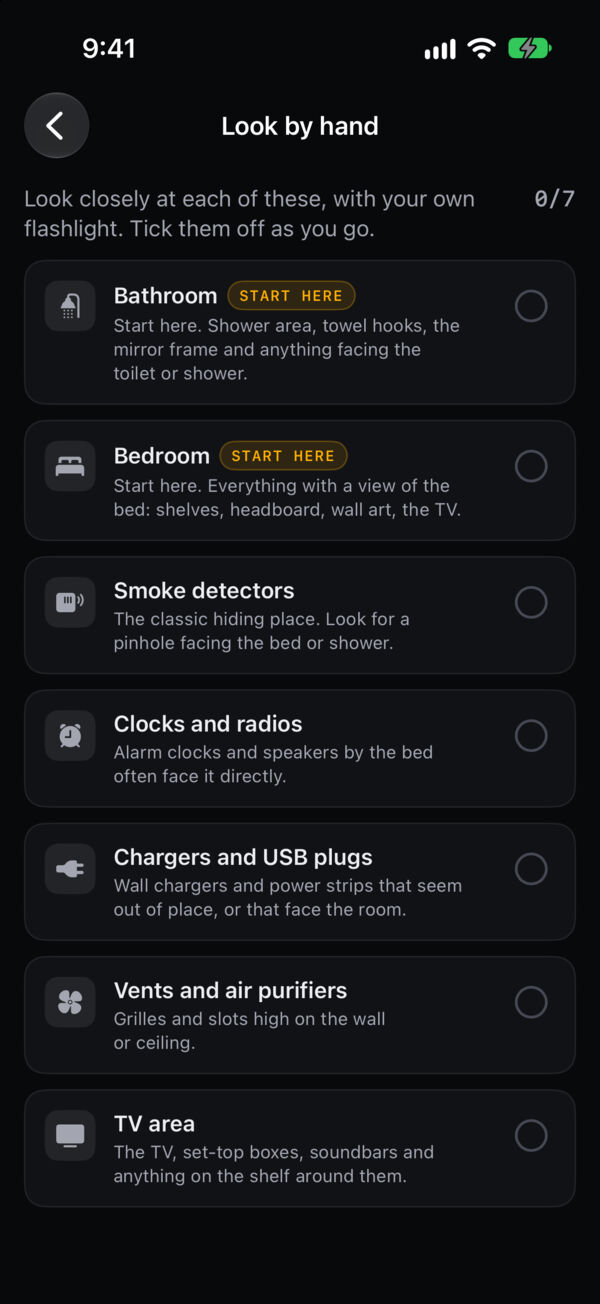 9:41
Look by hand
Look closely at each of these, with your own
flashlight. Tick them off as you go.
0/7
Bathroom
START HERE
Start here. Shower area, towel hooks, the
mirror frame and anything facing the
toilet or shower.
Bedroom
START HERE
Start here. Everything with a view of the
bed: shelves, headboard, wall art, the TV.
Smoke detectors
The classic hiding place. Look for a
pinhole facing the bed or shower.
Clocks and radios
Alarm clocks and speakers by the bed
often face it directly.
Chargers and USB plugs
Wall chargers and power strips that seem
out of place, or that face the room.
Vents and air purifiers
Grilles and slots high on the wall
or ceiling.
TV area
The TV, set-top boxes, soundbars and
anything on the shelf around them.